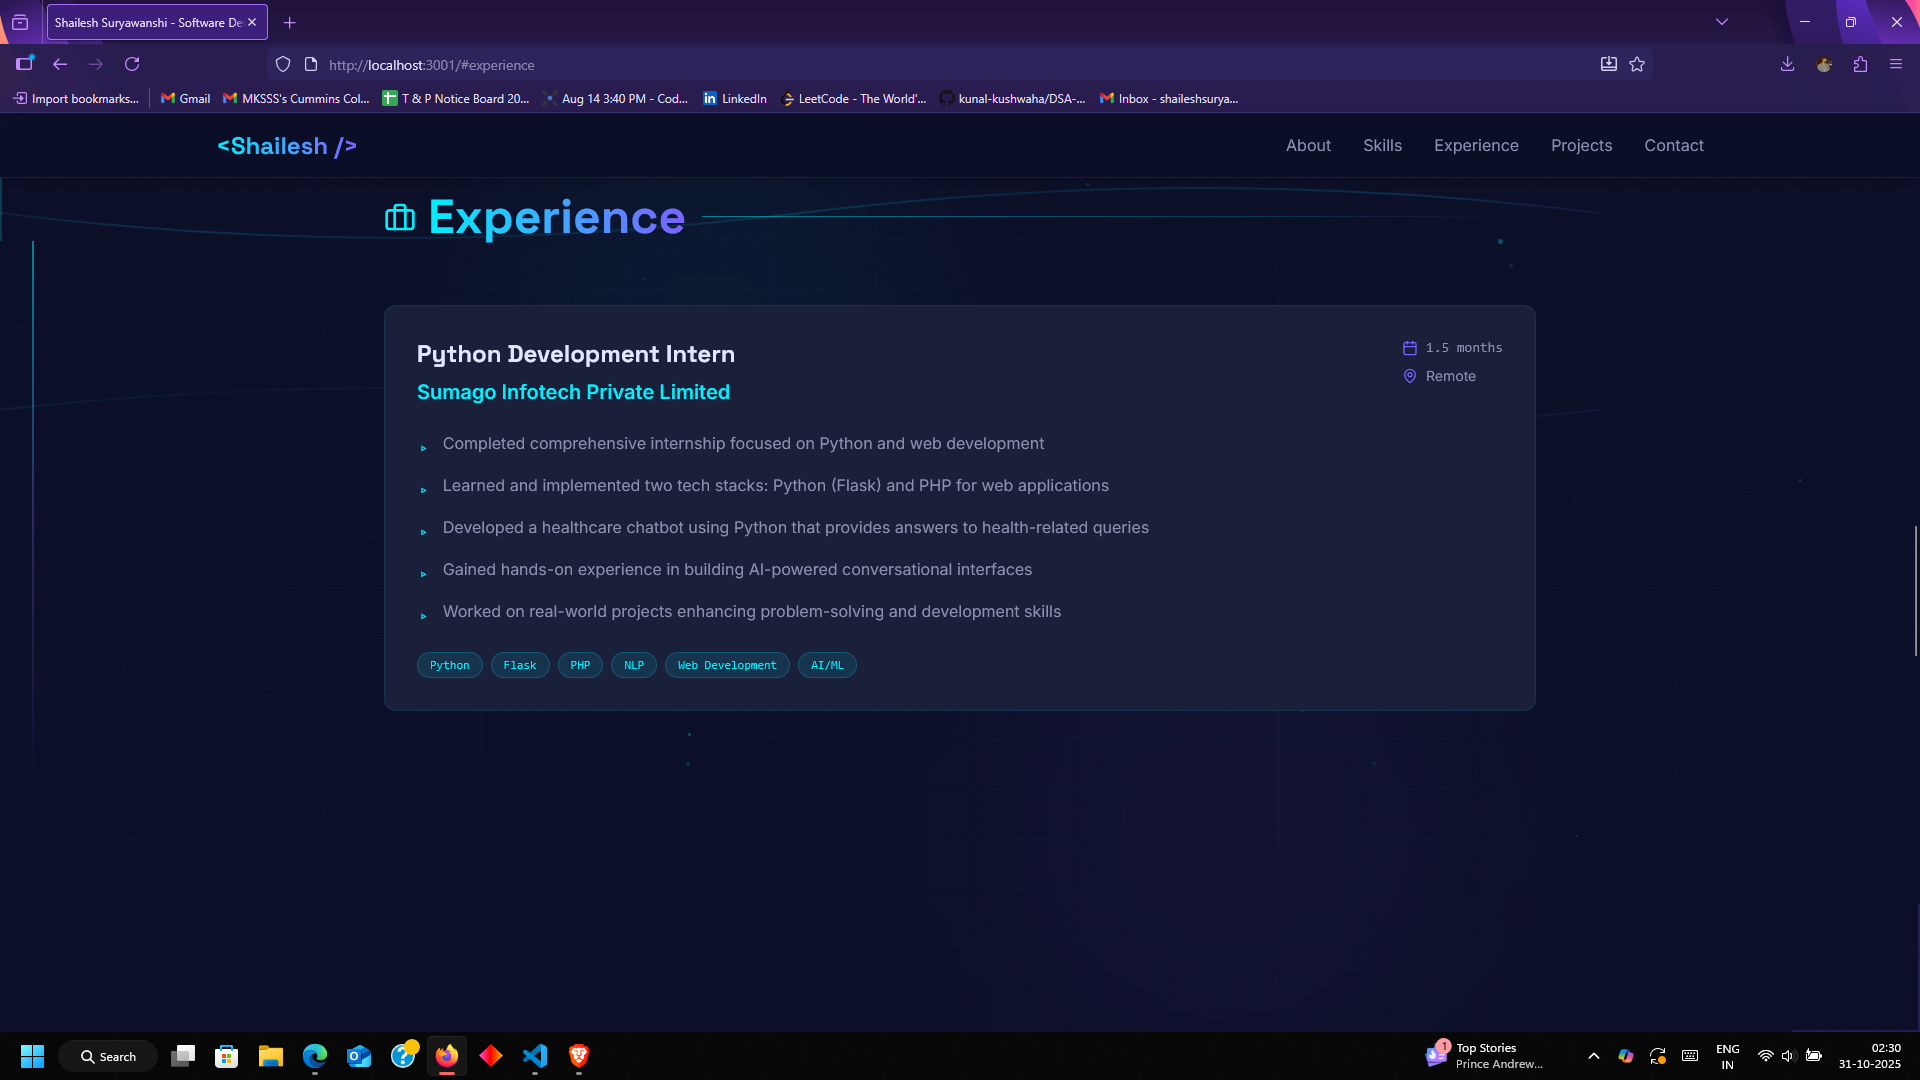 Shailesh Suryawanshi - Software De
http://localhost:3001/#experience
Import bookmarks...
Gmail
MKSSS's Cummins Col...
T & P Notice Board 20...
Aug 14 3:40 PM - Cod...
LinkedIn
LeetCode - The World'...
kunal-kushwaha/DSA-...
Inbox - shaileshsurya...
<Shailesh />
About
Skills
Experience
Projects
Contact
Experience
Python Development Intern
1.5 months
Remote
Sumago Infotech Private Limited
Completed comprehensive internship focused on Python and web development
Learned and implemented two tech stacks: Python (Flask) and PHP for web applications
Developed a healthcare chatbot using Python that provides answers to health-related queries
Gained hands-on experience in building AI-powered conversational interfaces
Worked on real-world projects enhancing problem-solving and development skills
Python
Flask
PHP
NLP
Web Development
AI/ML
Search
1
Top Stories
Prince Andrew...
ENG
IN
02:30
31-10-2025